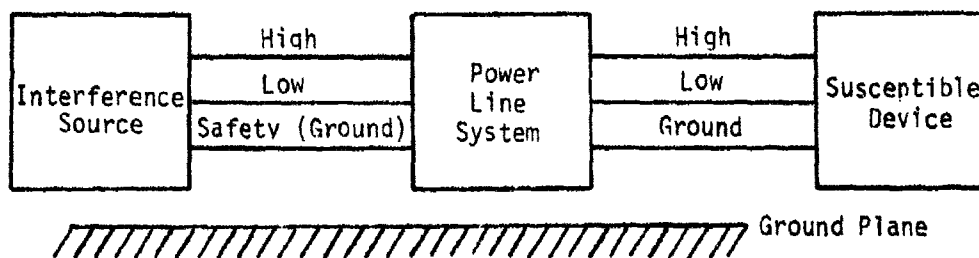 Interference
Source
High
Low
Safety (Ground)
Power
Line
System
High
Low
Ground
Susceptible
Device
Ground Plane